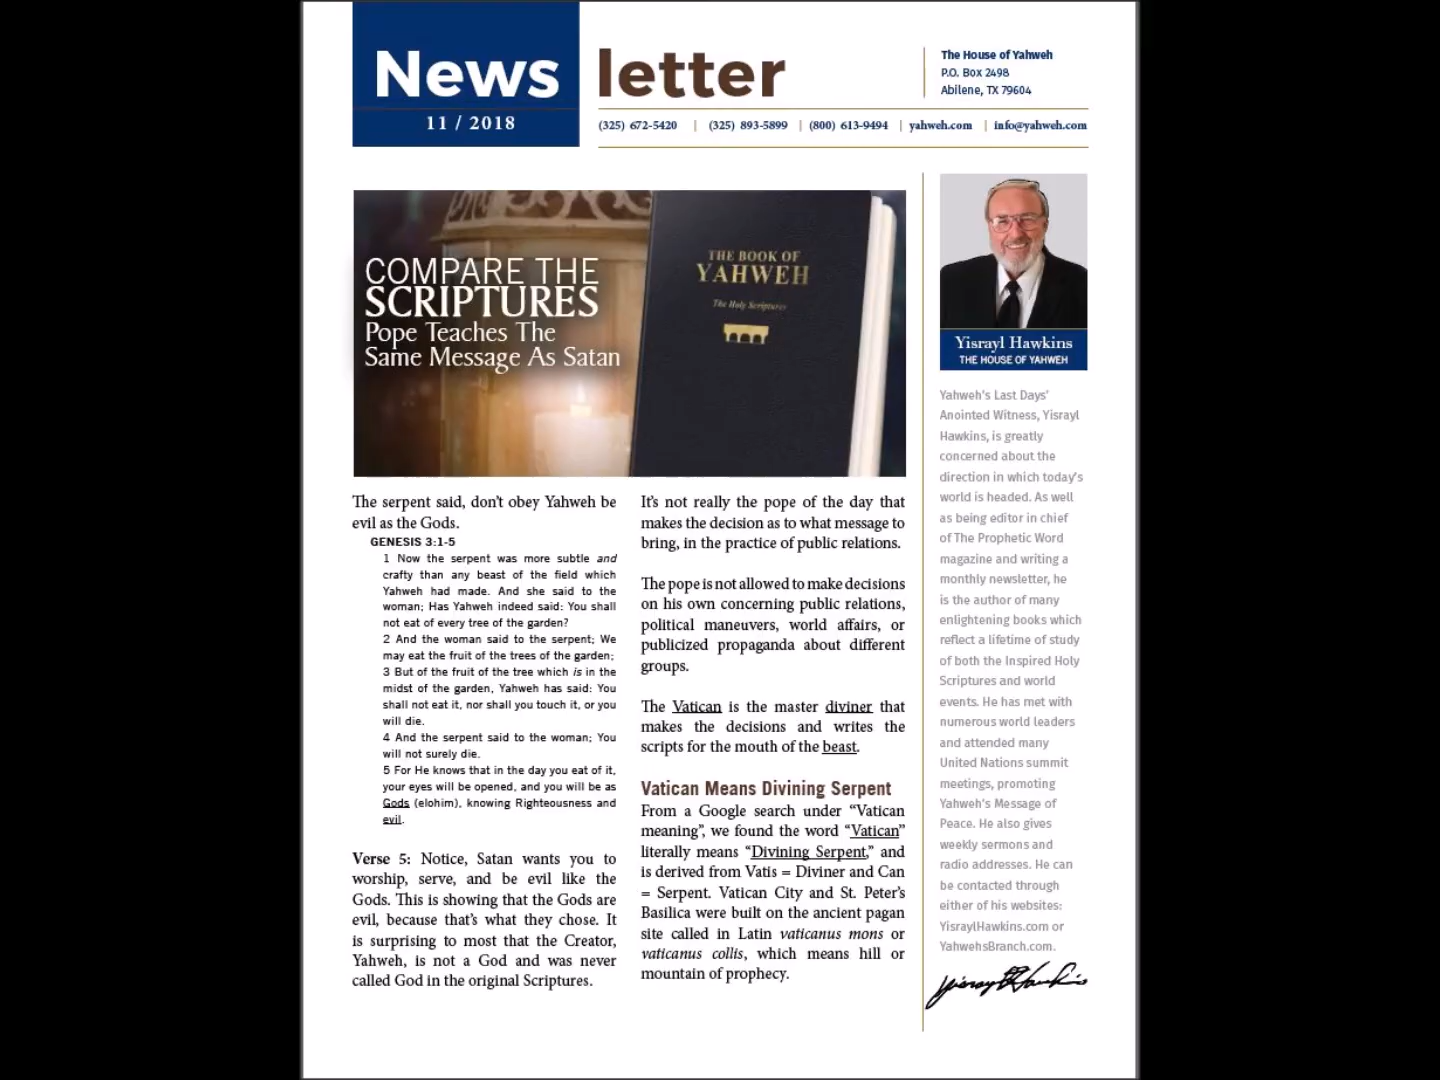 News letter
11 / 2018
The House of Yahweh
P.O. Box 2498
Abilene, TX 79604
(325) 672-5420 | (325) 893-5899 | (800) 613-9494 | yahweh.com | info@yahweh.com
COMPARE THE
SCRIPTURES
Pope Teaches The
Same Message As Satan
THE BOOK OF
YAHWEH
The Holy Scriptures
The serpent said, don't obey Yahweh be
evil as the Gods.
GENESIS 3:1-5
1 Now the serpent was more subtle and
crafty than any beast of the field which
Yahweh had made. And she said to the
woman; Has Yahweh indeed said: You shall
not eat of every tree of the garden?
2 And the woman said to the serpent; We
may eat the fruit of the trees of the garden;
3 But of the fruit of the tree which is in the
midst of the garden, Yahweh has said: You
shall not eat it, nor shall you touch it, or you
will die.
4 And the serpent said to the woman; You
will not surely die.
5 For He knows that in the day you eat of it,
your eyes will be opened, and you will be as
Gods (elohim), knowing Righteousness and
evil.
Verse 5: Notice, Satan wants you to
worship, serve, and be evil like the
Gods. This is showing that the Gods are
evil, because that's what they chose. It
is surprising to most that the Creator,
Yahweh, is not a God and was never
called God in the original Scriptures.
It's not really the pope of the day that
makes the decision as to what message to
bring, in the practice of public relations.
The pope is not allowed to make decisions
on his own concerning public relations,
political maneuvers, world affairs, or
publicized propaganda about different
groups.
The Vatican is the master diviner that
makes the decisions and writes the
scripts for the mouth of the beast.
Vatican Means Divining Serpent
From a Google search under "Vatican
meaning", we found the word "Vatican"
literally means "Divining Serpent," and
is derived from Vatis = Diviner and Can
= Serpent. Vatican City and St. Peter's
Basilica were built on the ancient pagan
site called in Latin vaticanus mons or
vaticanus collis, which means hill or
mountain of prophecy.
Yisrayl Hawkins
THE HOUSE OF YAHWEH
Yahweh's Last Days'
Anointed Witness, Yisrayl
Hawkins, is greatly
concerned about the
direction in which today's
world is headed. As well
as being editor in chief
of The Prophetic Word
magazine and writing a
monthly newsletter, he
is the author of many
enlightening books which
reflect a lifetime of study
of both the Inspired Holy
Scriptures and world
events. He has met with
numerous world leaders
and attended many
United Nations summit
meetings, promoting
Yahweh's Message of
Peace. He also gives
weekly sermons and
radio addresses. He can
be contacted through
either of his websites:
YisraylHawkins.com or
YahwehsBranch.com.
Yisrayl B Hawkins